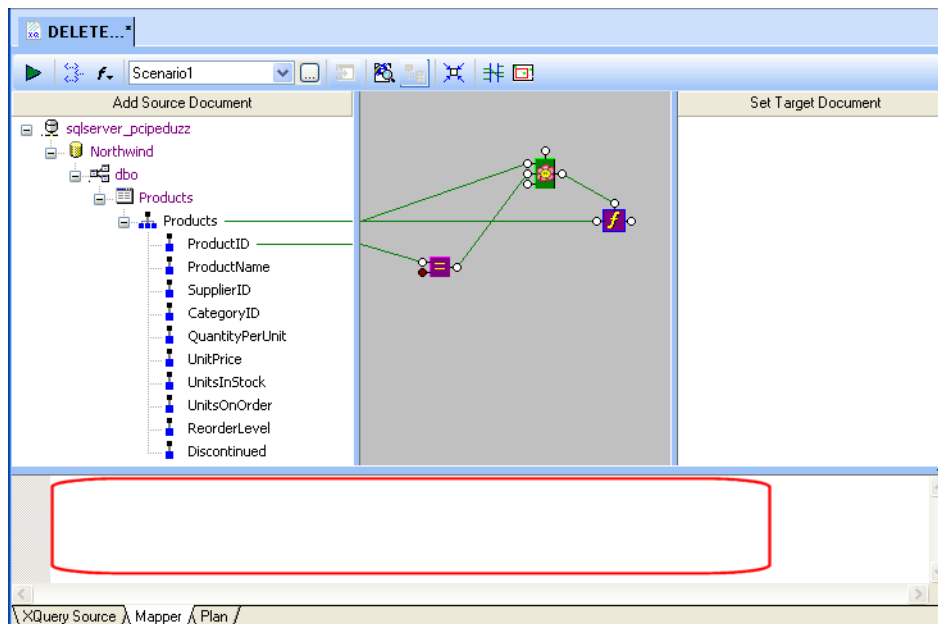 DELETE...*
f Scenario1 ...
Add Source Document
Set Target Document
sqlserver_pcipeduzz
Northwind
dbo
Products
Products
ProductID
ProductName
SupplierID
CategoryID
QuantityPerUnit
UnitPrice
UnitsInStock
UnitsOnOrder
ReorderLevel
Discontinued
f
=
XQuery Source Mapper Plan